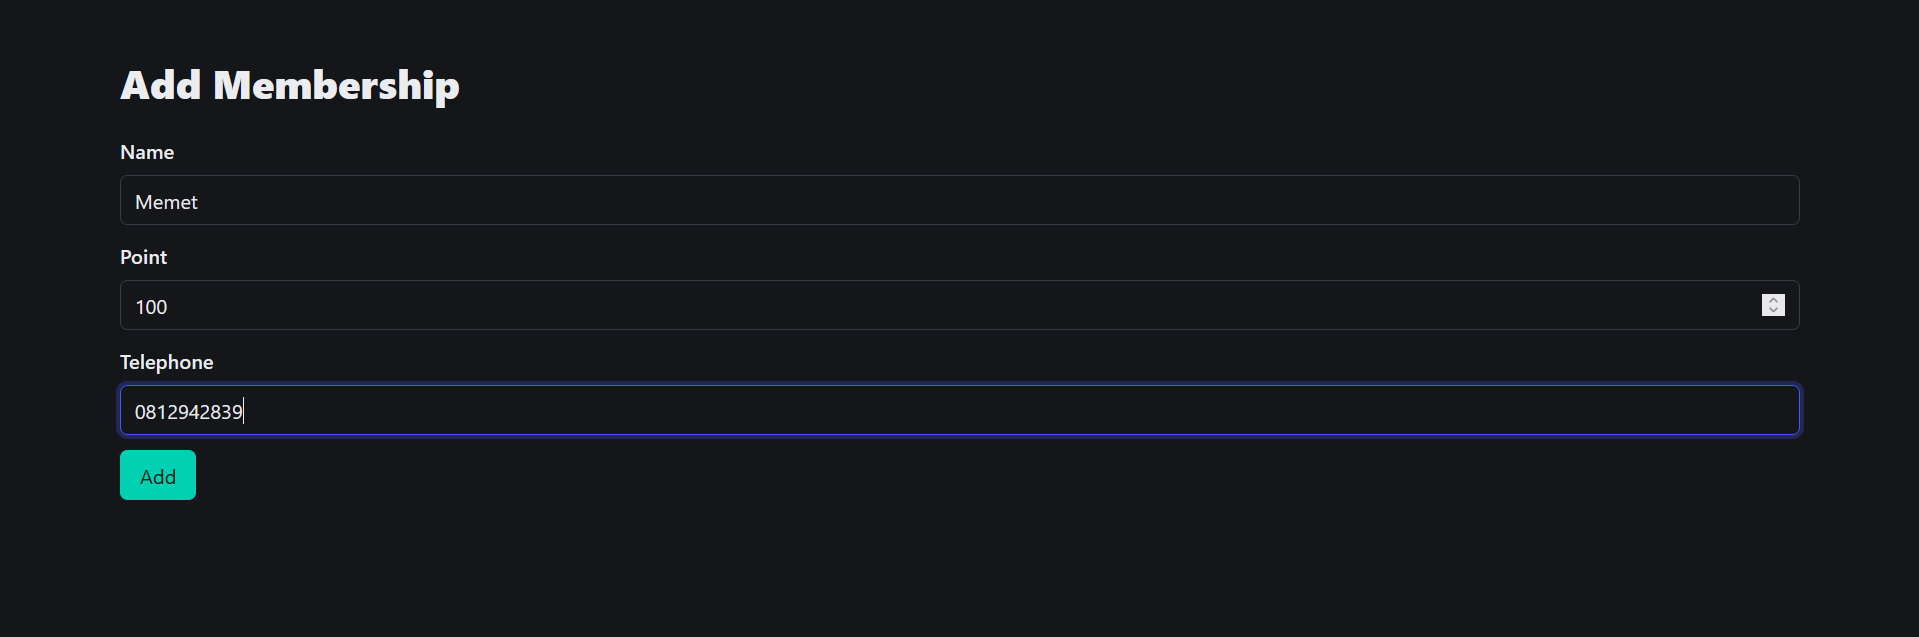 Add Membership
Name
Memet
Point
100
Telephone
0812942839
Add